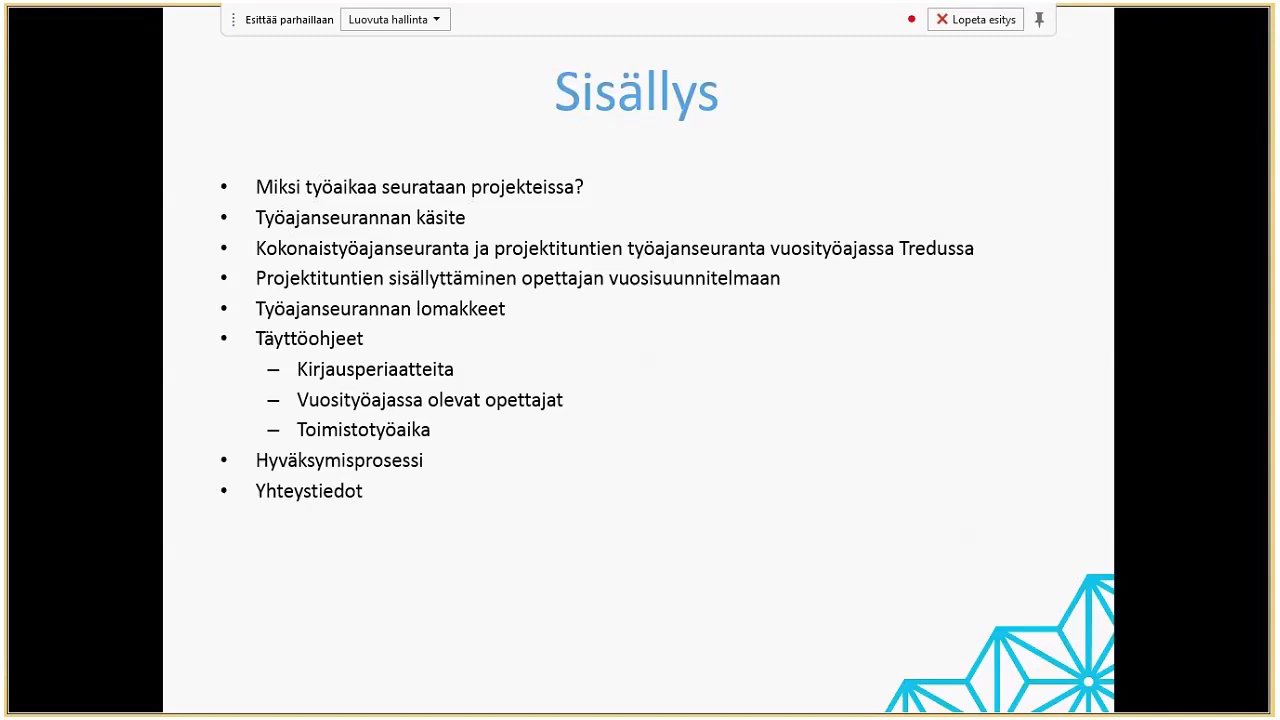 Esittää parhaillaan Luovuta hallinta Lopeta esitys
Sisällys
• Miksi työaikaa seurataan projekteissa?
• Työajanseurannan käsite
• Kokonaistyöajanseuranta ja projektituntien työajanseuranta vuosityöajassa Tredussa
• Projektituntien sisällyttäminen opettajan vuosisuunnitelmaan
• Työajanseurannan lomakkeet
• Täyttöohjeet
– Kirjausperiaatteita
– Vuosityöajassa olevat opettajat
– Toimistotyöaika
• Hyväksymisprosessi
• Yhteystiedot